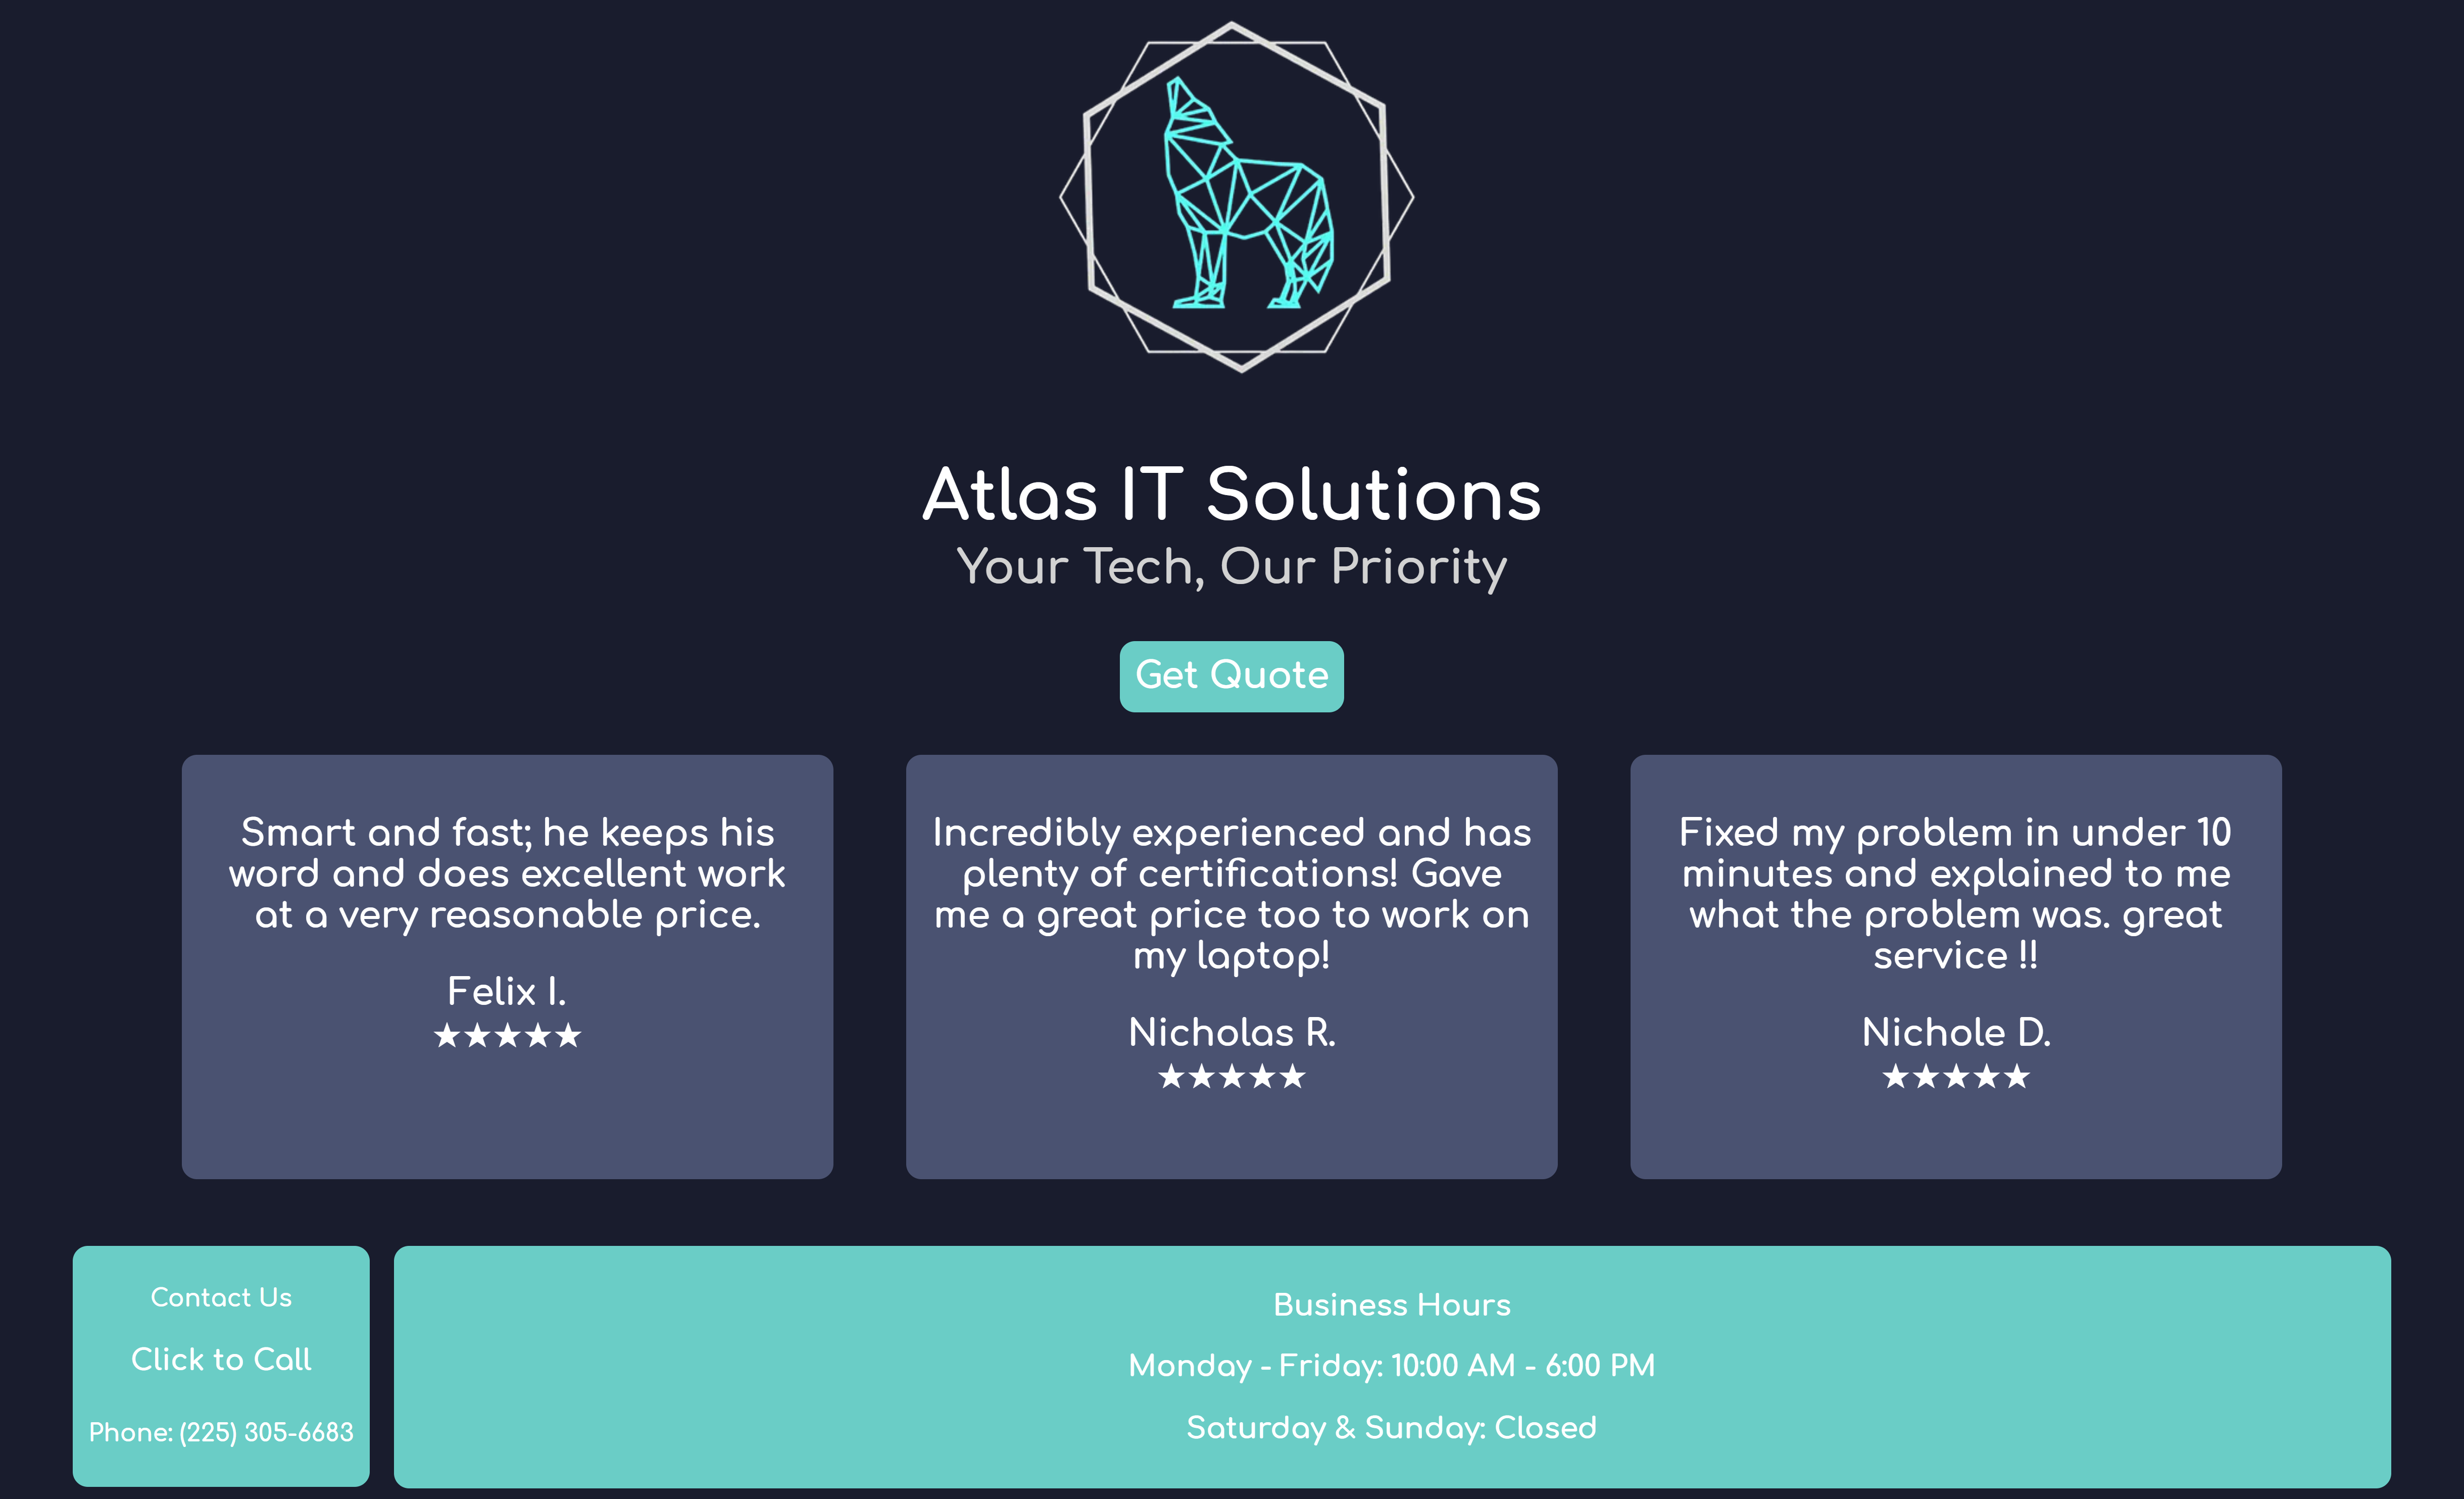 Atlas IT Solutions
Your Tech, Our Priority
Get Quote
Smart and fast; he keeps his
word and does excellent work
at a very reasonable price.
Felix I.
★★★★★
Incredibly experienced and has
plenty of certifications! Gave
me a great price too to work on
my laptop!
Nicholas R.
★★★★★
Fixed my problem in under 10
minutes and explained to me
what the problem was. great
service !!
Nichole D.
★★★★★
Contact Us
Click to Call
Phone: (225) 305-6683
Business Hours
Monday - Friday: 10:00 AM - 6:00 PM
Saturday & Sunday: Closed